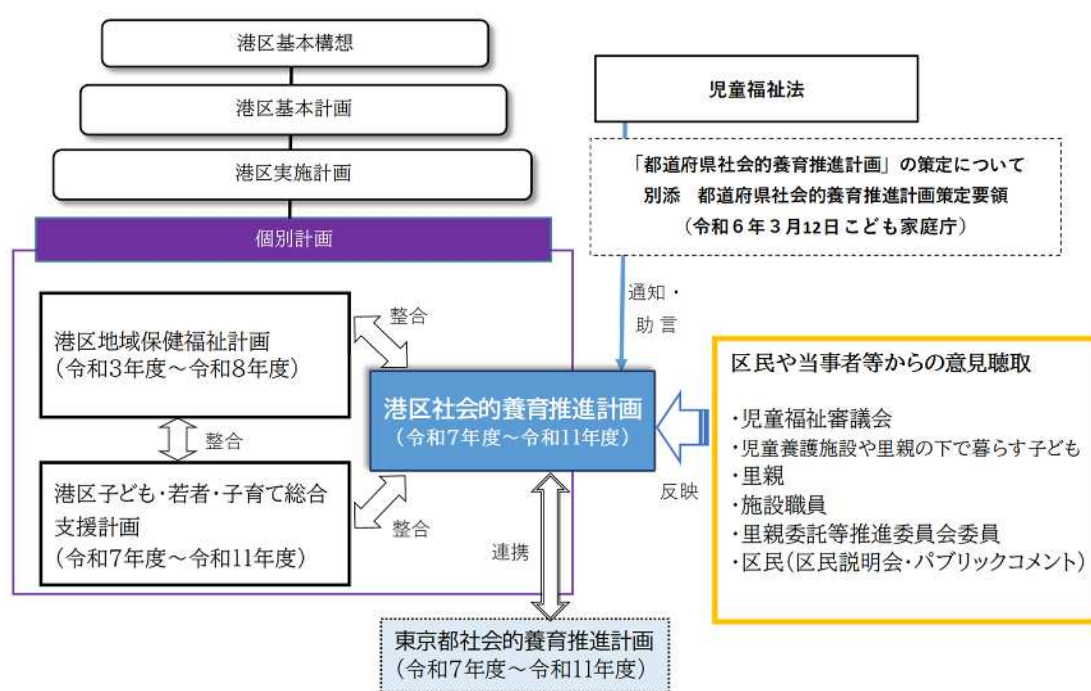 港区基本構想
港区基本計画
港区実施計画
個別計画
児童福祉法
「都道府県社会的養育推進計画」の策定について
別添　都道府県社会的養育推進計画策定要領
(令和６年３月12日こども家庭庁)
通知・
助言
港区地域保健福祉計画
(令和3年度～令和8年度)
整合
整合
港区子ども・若者・子育て総合
支援計画
(令和7年度～令和11年度)
整合
港区社会的養育推進計画
(令和7年度～令和11年度)
反映
連携
区民や当事者等からの意見聴取
・児童福祉審議会
・児童養護施設や里親の下で暮らす子ども
・里親
・施設職員
・里親委託等推進委員会委員
・区民(区民説明会・パブリックコメント)
東京都社会的養育推進計画
(令和7年度～令和11年度)